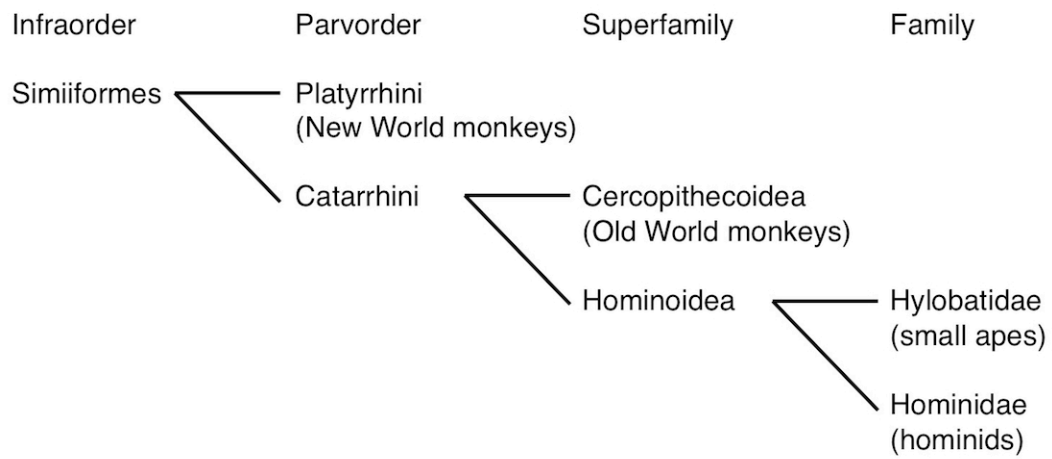 Infraorder Parvorder Superfamily Family
Simiiformes Platyrrhini
(New World monkeys)
Catarrhini Cercopithecoidea
(Old World monkeys)
Hominoidea Hylobatidae
(small apes)
Hominidae
(hominids)